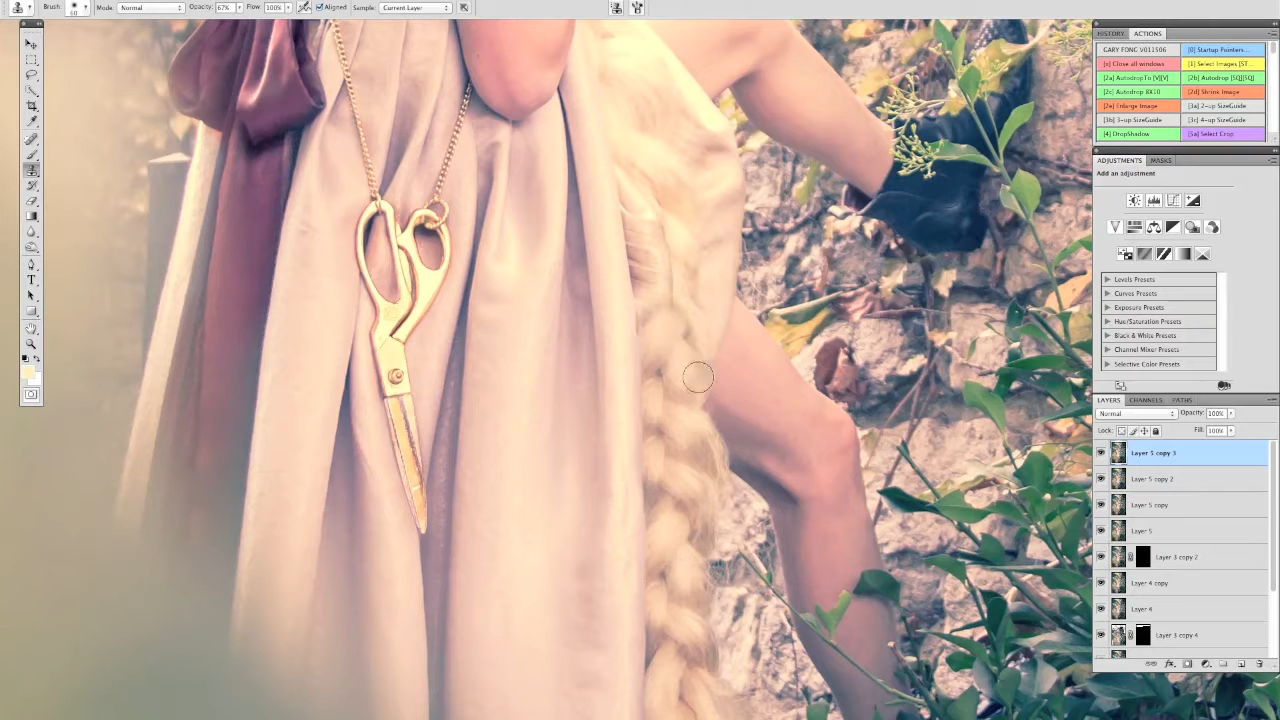 Brush: 60 Mode: Normal Opacity: 67% Flow: 100% Aligned Sample: Current Layer
HISTORY ACTIONS
GARY FONG V011506 [0] Startup Pointers...
[x] Close all windows [1] Select Images [ST...
[2a] AutodropTo [V][V] [2b] Autodrop [SQ][SQ]
[2c] Autodrop 8X10 [2d] Shrink Image
[2e] Enlarge Image [3a] 2-up SizeGuide
[3b] 3-up SizeGuide [3c] 4-up SizeGuide
[4] DropShadow [5a] Select Crop
ADJUSTMENTS MASKS
Add an adjustment
Levels Presets
Curves Presets
Exposure Presets
Hue/Saturation Presets
Black & White Presets
Channel Mixer Presets
Selective Color Presets
LAYERS CHANNELS PATHS
Normal Opacity: 100%
Lock: Fill: 100%
Layer 5 copy 3
Layer 5 copy 2
Layer 5 copy
Layer 5
Layer 3 copy 2
Layer 4 copy
Layer 4
Layer 3 copy 4